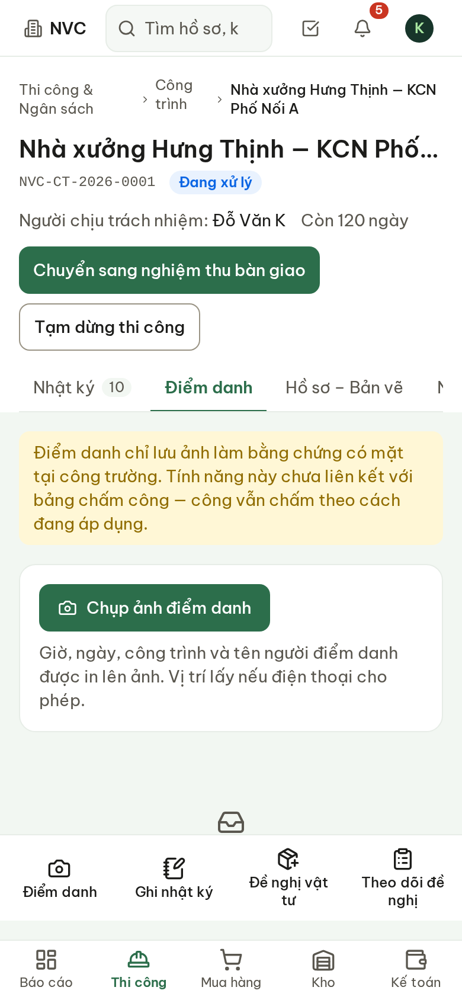 NVC
Tìm hồ sơ, k
5
K
Thi công &
Ngân sách
Công
trình
Nhà xưởng Hưng Thịnh — KCN
Phố Nối A
Nhà xưởng Hưng Thịnh — KCN Phố...
NVC-CT-2026-0001
Đang xử lý
Người chịu trách nhiệm: Đỗ Văn K
Còn 120 ngày
Chuyển sang nghiệm thu bàn giao
Tạm dừng thi công
Nhật ký 10
Điểm danh
Hồ sơ – Bản vẽ
Điểm danh chỉ lưu ảnh làm bằng chứng có mặt
tại công trường. Tính năng này chưa liên kết với
bảng chấm công — công vẫn chấm theo cách
đang áp dụng.
Chụp ảnh điểm danh
Giờ, ngày, công trình và tên người điểm danh
được in lên ảnh. Vị trí lấy nếu điện thoại cho
phép.
Điểm danh
Ghi nhật ký
Đề nghị vật
tư
Theo dõi đề
nghị
Báo cáo
Thi công
Mua hàng
Kho
Kế toán